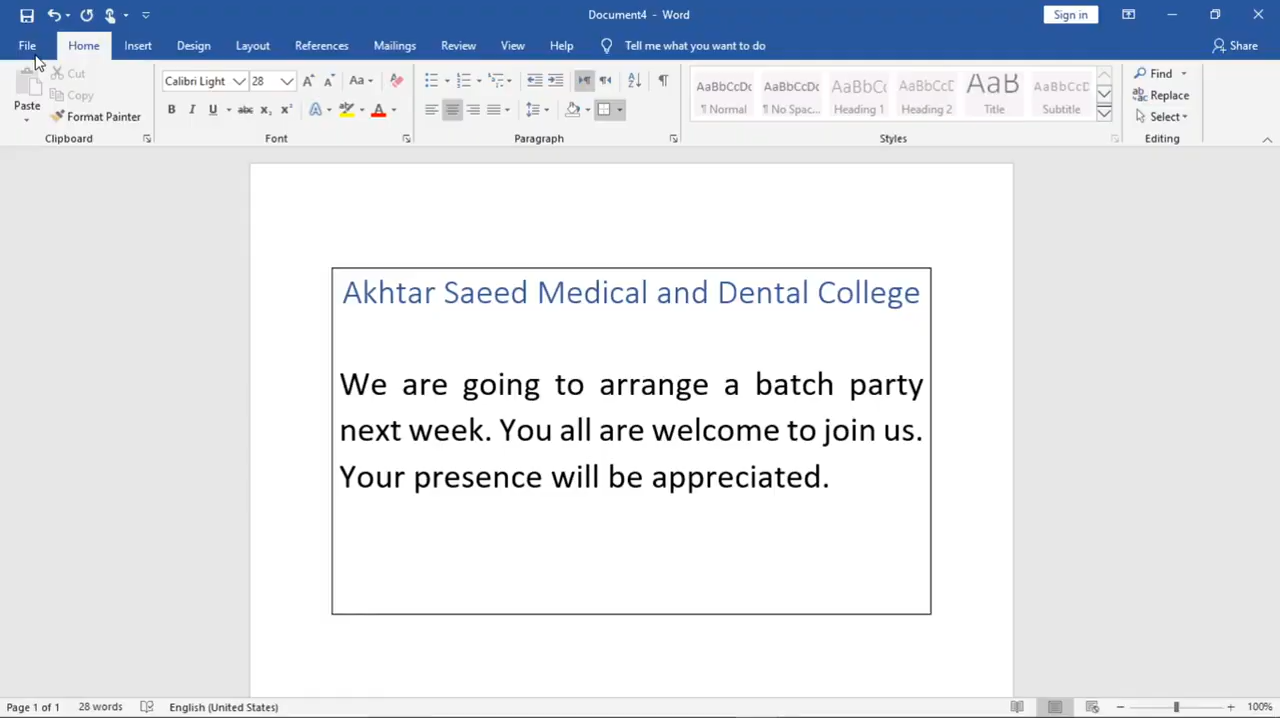 Document4 - Word
Sign in
File Home Insert Design Layout References Mailings Review View Help Tell me what you want to do Share
Cut
Copy
Paste
Format Painter
Clipboard
Calibri Light 28
Font
Paragraph
AaBbCcDc AaBbCcDc AaBbC( AaBbCcC AaB AaBbCcE
¶ Normal ¶ No Spac... Heading 1 Heading 2 Title Subtitle
Styles
Find
Replace
Select
Editing
Akhtar Saeed Medical and Dental College
We are going to arrange a batch party
next week. You all are welcome to join us.
Your presence will be appreciated.
Page 1 of 1 28 words English (United States) 100%